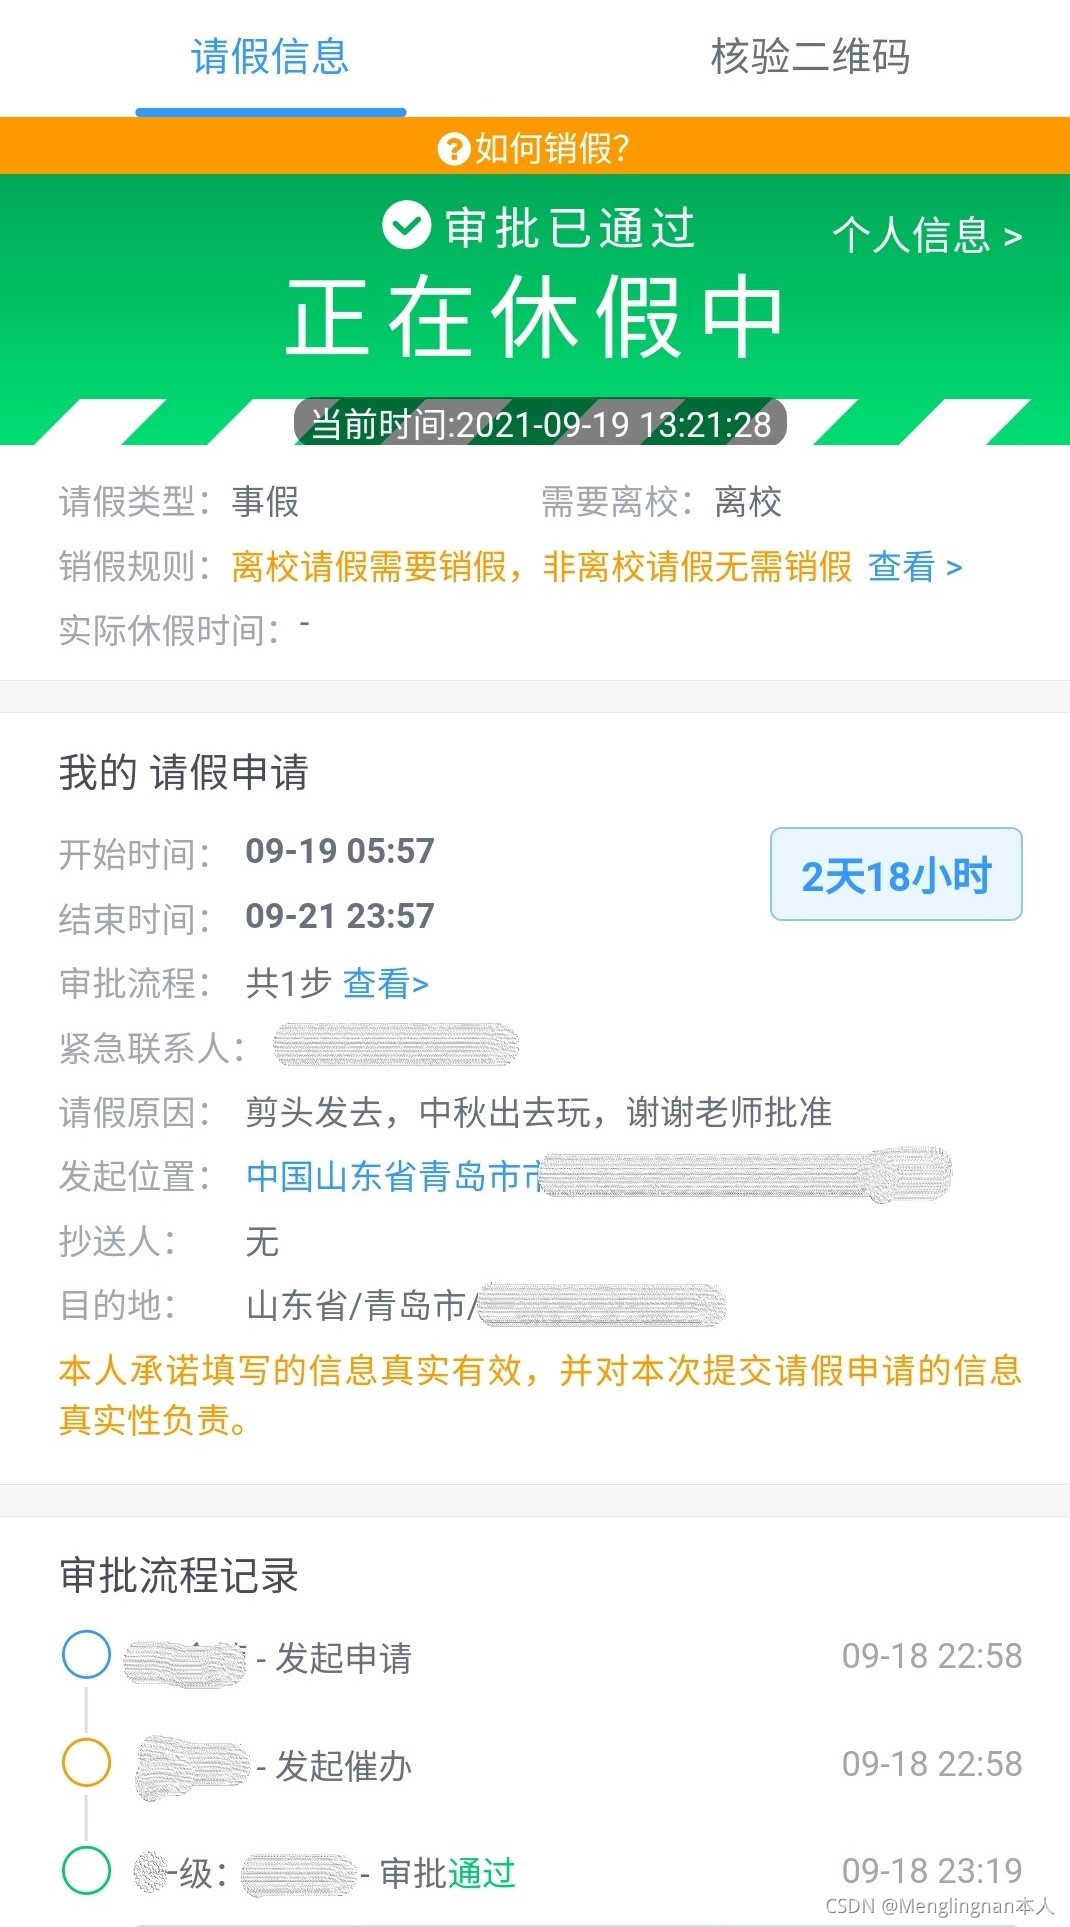 请假信息 核验二维码
如何销假?
审批已通过 个人信息 >
正在休假中
当前时间:2021-09-19 13:21:28
请假类型：事假 需要离校：离校
销假规则：离校请假需要销假，非离校请假无需销假 查看 >
实际休假时间：-
我的 请假申请
开始时间： 09-19 05:57
2天18小时
结束时间： 09-21 23:57
审批流程： 共1步 查看>
紧急联系人：
请假原因： 剪头发去，中秋出去玩，谢谢老师批准
发起位置： 中国山东省青岛市市
抄送人： 无
目的地： 山东省/青岛市/
本人承诺填写的信息真实有效，并对本次提交请假申请的信息
真实性负责。
审批流程记录
- 发起申请 09-18 22:58
- 发起催办 09-18 22:58
级： - 审批通过 09-18 23:19
CSDN @Menglingnan本人